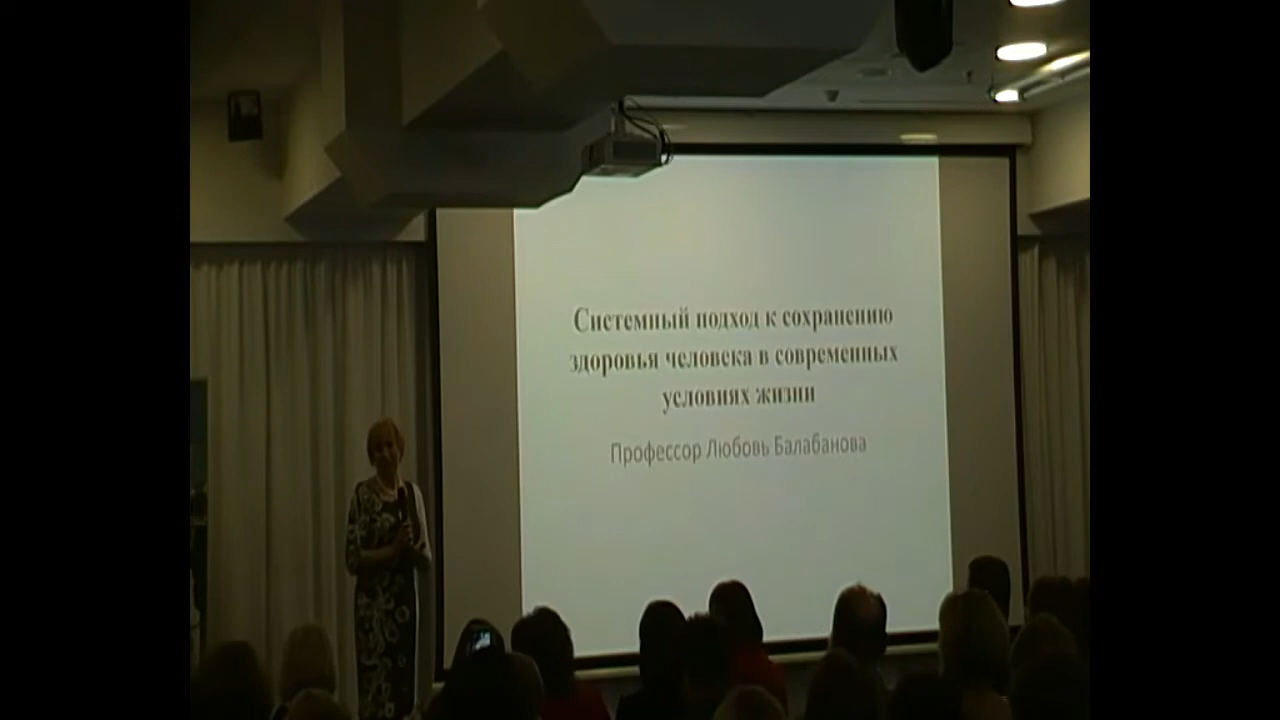 Системный подход к сохранению
здоровья человека в современных
условиях жизни
Профессор Любовь Балабанова